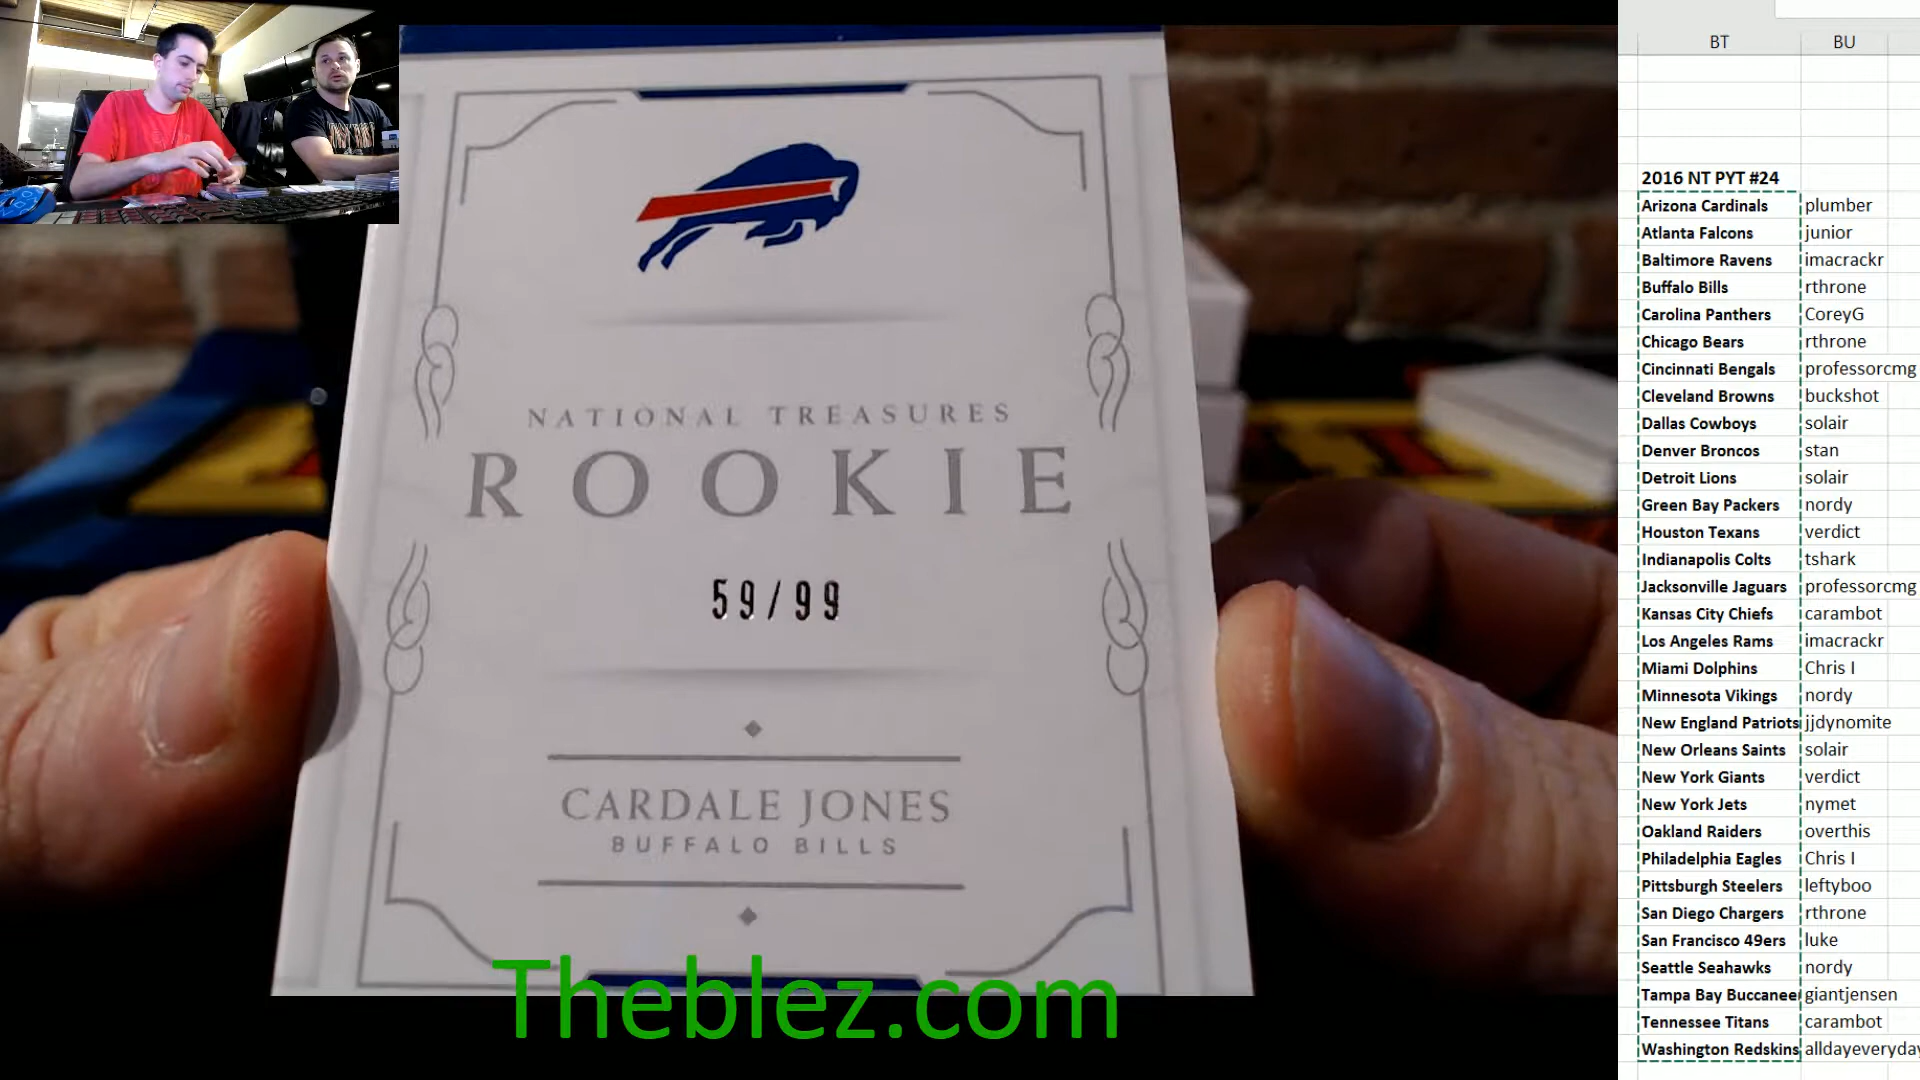 NATIONAL TREASURES
ROOKIE
59/99
CARDALE JONES
BUFFALO BILLS
Theblez.com
BT BU
2016 NT PYT #24
Arizona Cardinals plumber
Atlanta Falcons junior
Baltimore Ravens imacrackr
Buffalo Bills rthrone
Carolina Panthers CoreyG
Chicago Bears rthrone
Cincinnati Bengals professorcmg
Cleveland Browns buckshot
Dallas Cowboys solair
Denver Broncos stan
Detroit Lions solair
Green Bay Packers nordy
Houston Texans verdict
Indianapolis Colts tshark
Jacksonville Jaguars professorcmg
Kansas City Chiefs carambot
Los Angeles Rams imacrackr
Miami Dolphins Chris I
Minnesota Vikings nordy
New England Patriots jjdynomite
New Orleans Saints solair
New York Giants verdict
New York Jets nymet
Oakland Raiders overthis
Philadelphia Eagles Chris I
Pittsburgh Steelers leftyboo
San Diego Chargers rthrone
San Francisco 49ers luke
Seattle Seahawks nordy
Tampa Bay Buccanee giantjensen
Tennessee Titans carambot
Washington Redskins alldayeveryday